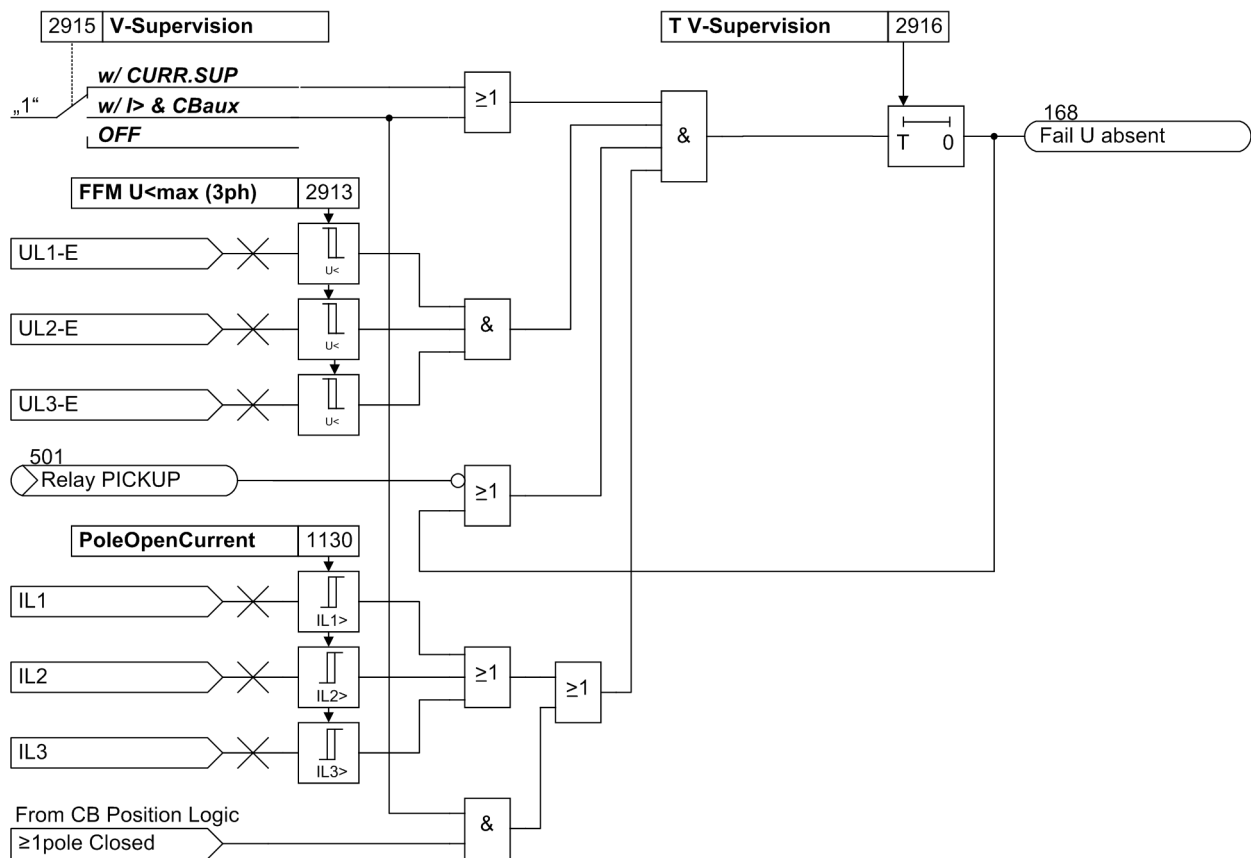 2915 V-Supervision
T V-Supervision 2916
w/ CURR.SUP
„1“
w/ I> & CBaux
OFF
≥1
&
T 0
168
Fail U absent
FFM U<max (3ph) 2913
UL1-E
U<
UL2-E
U<
&
UL3-E
U<
501
Relay PICKUP
≥1
PoleOpenCurrent 1130
IL1
IL1>
IL2
IL2>
≥1
≥1
IL3
IL3>
From CB Position Logic
≥1pole Closed
&